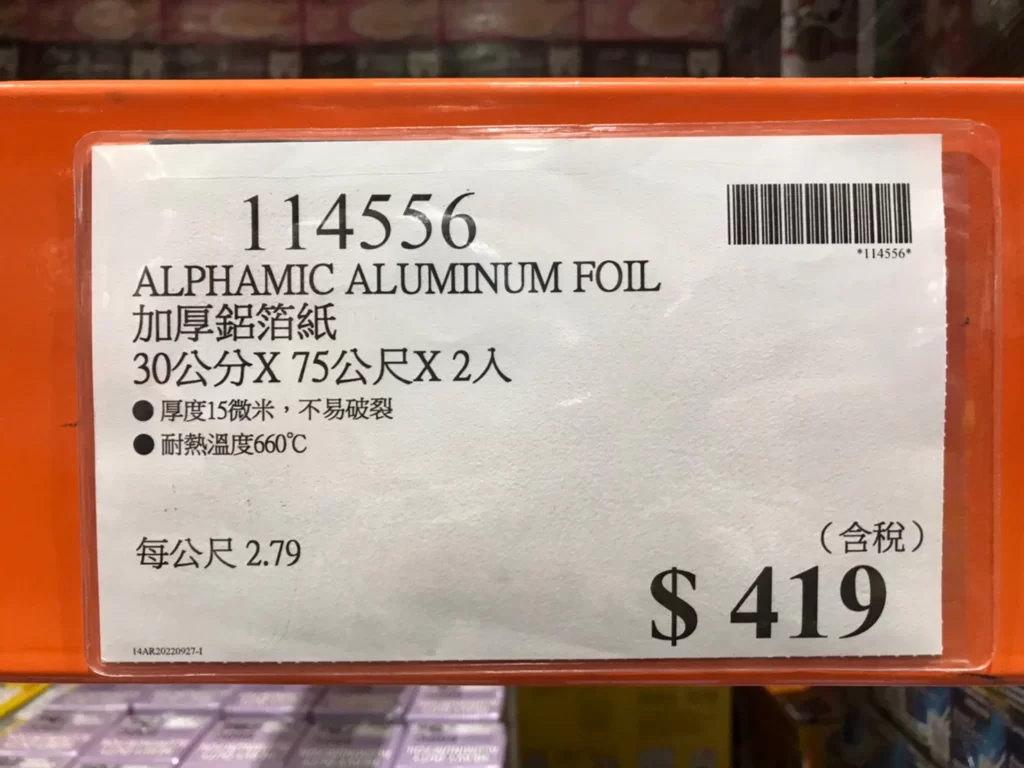 114556
*114556*
ALPHAMIC ALUMINUM FOIL
加厚鋁箔紙
30公分X 75公尺X 2入
● 厚度15微米，不易破裂
● 耐熱溫度660℃
每公尺 2.79
（含稅）
$ 419
14AR20220927-1